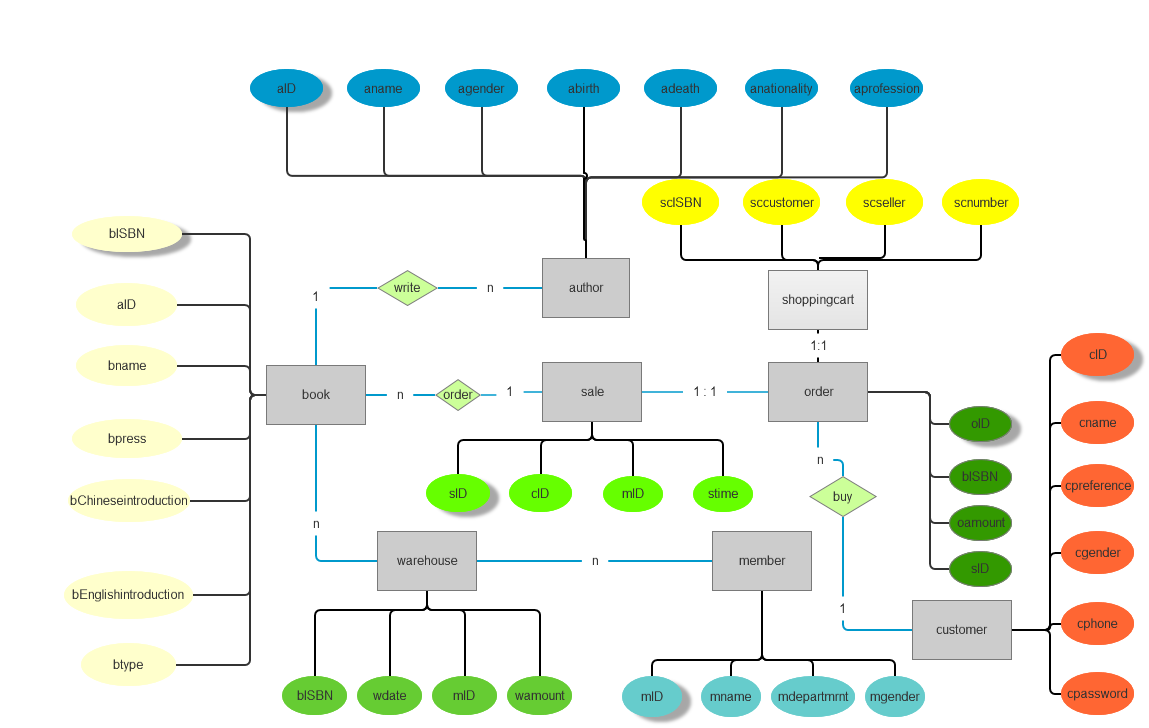 aID
aname
agender
abirth
adeath
anationality
aprofession
scISBN
sccustomer
scseller
scnumber
bISBN
aID
bname
bpress
bChineseintroduction
bEnglishintroduction
btype
1
write
n
author
shoppingcart
1:1
book
n
order
1
sale
1 : 1
order
cID
cname
cpreference
cgender
cphone
cpassword
oID
bISBN
oamount
sID
sID
cID
mID
stime
n
buy
1
customer
n
warehouse
n
member
bISBN
wdate
mID
wamount
mID
mname
mdepartmrnt
mgender